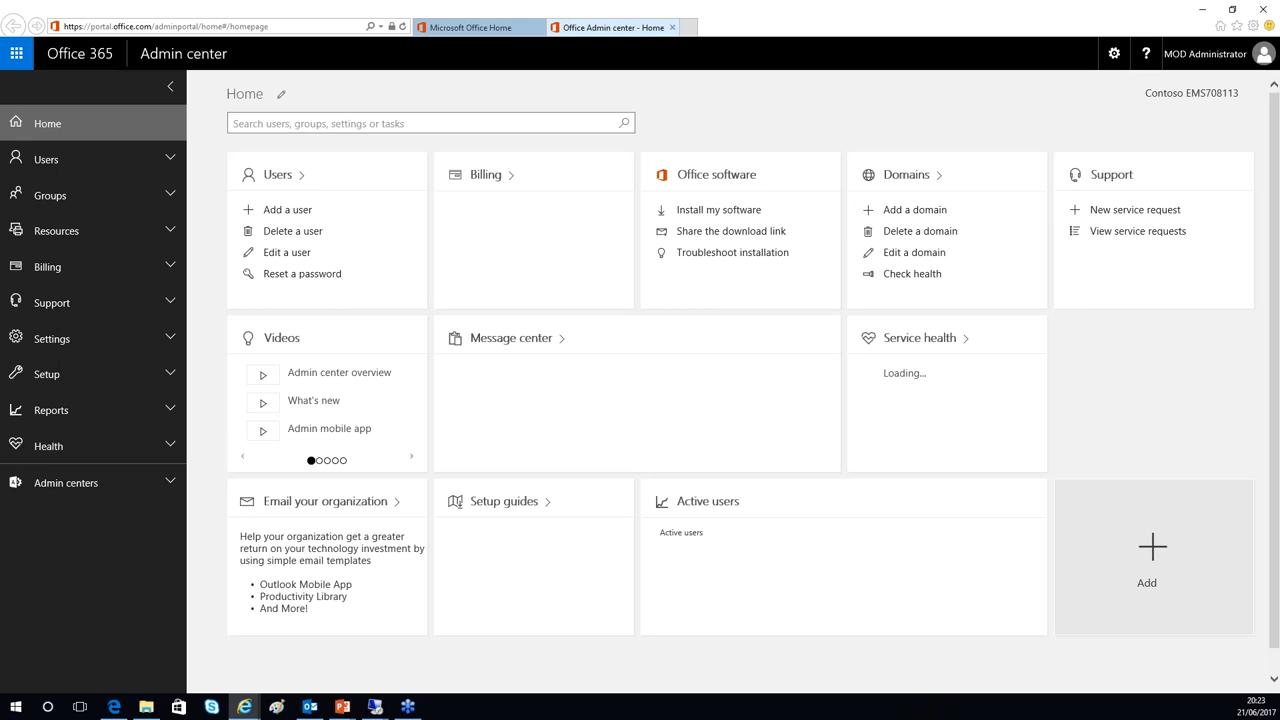 https://portal.office.com/adminportal/home#/homepage
Microsoft Office Home
Office Admin center - Home
Office 365
Admin center
MOD Administrator
Home
Users
Groups
Resources
Billing
Support
Settings
Setup
Reports
Health
Admin centers
Home
Contoso EMS708113
Search users, groups, settings or tasks
Users
Add a user
Delete a user
Edit a user
Reset a password
Billing
Office software
Install my software
Share the download link
Troubleshoot installation
Domains
Add a domain
Delete a domain
Edit a domain
Check health
Support
New service request
View service requests
Videos
Admin center overview
What's new
Admin mobile app
Message center
Service health
Loading...
Email your organization
Help your organization get a greater
return on your technology investment by
using simple email templates
• Outlook Mobile App
• Productivity Library
• And More!
Setup guides
Active users
Active users
Add
20:23
21/06/2017